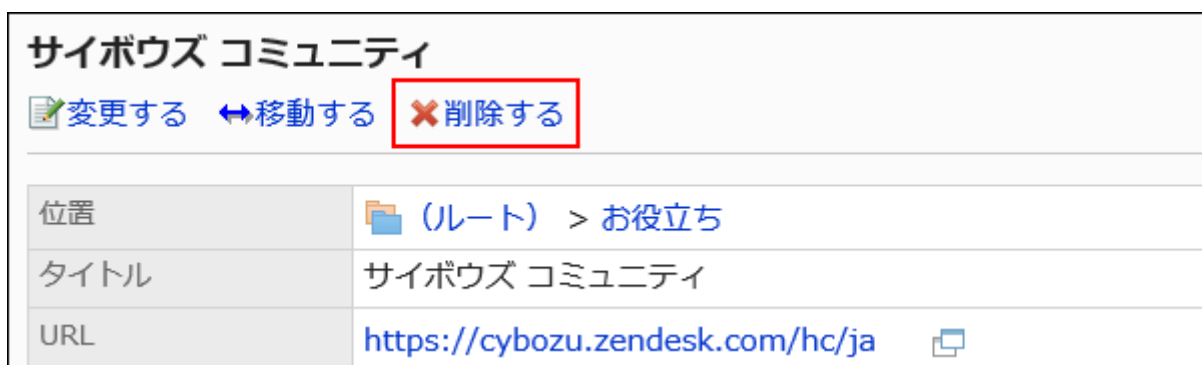 サイボウズ コミュニティ
変更する 移動する 削除する
位置 (ルート) > お役立ち
タイトル サイボウズ コミュニティ
URL https://cybozu.zendesk.com/hc/ja